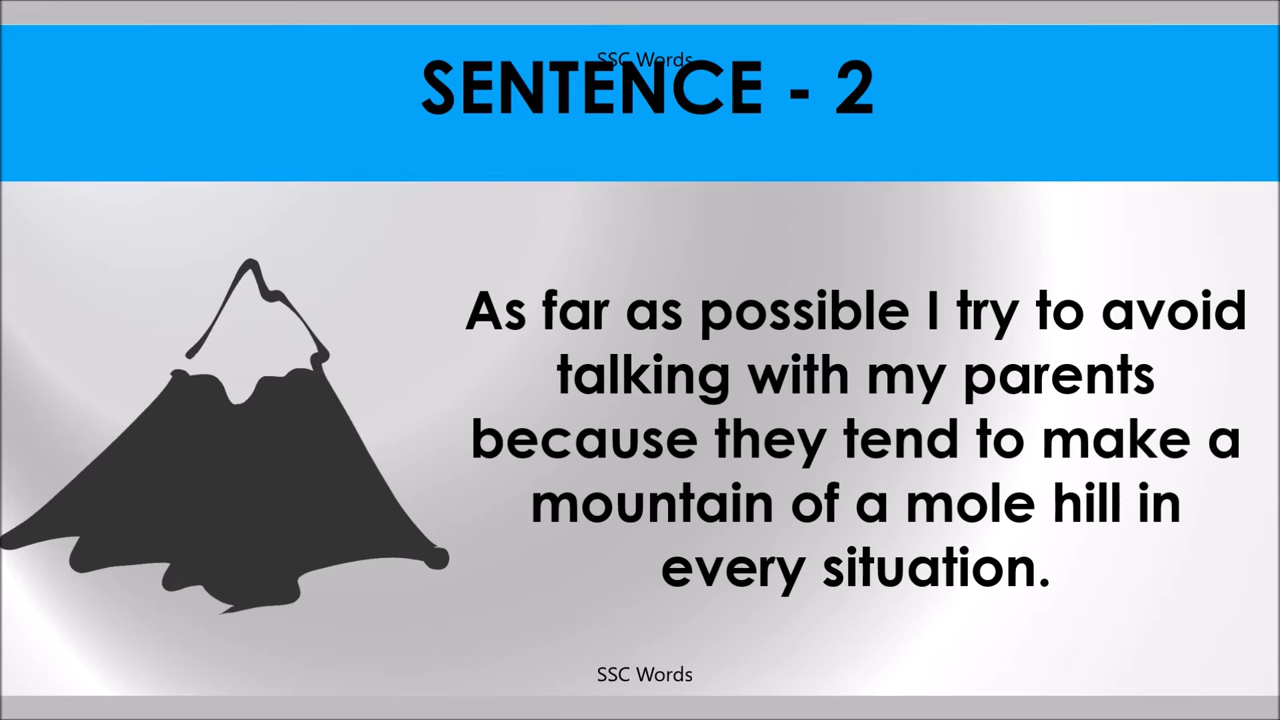 SSC Words
SENTENCE - 2
As far as possible I try to avoid
talking with my parents
because they tend to make a
mountain of a mole hill in
every situation.
SSC Words